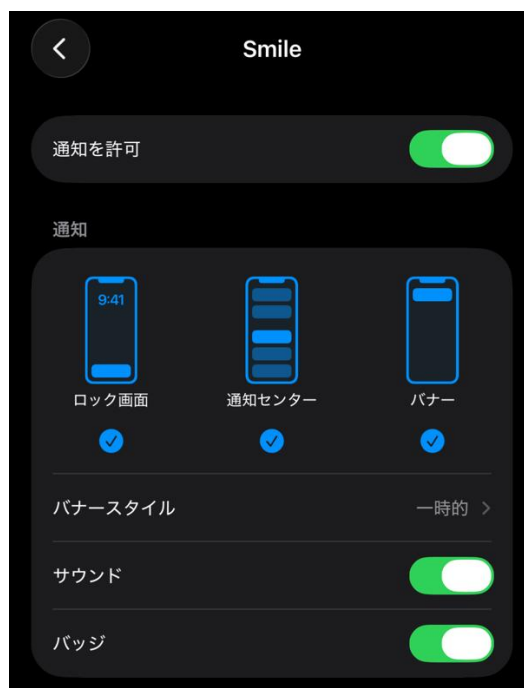 Smile
通知を許可
通知
9:41
ロック画面
通知センター
バナー
バナースタイル 一時的
サウンド
バッジ